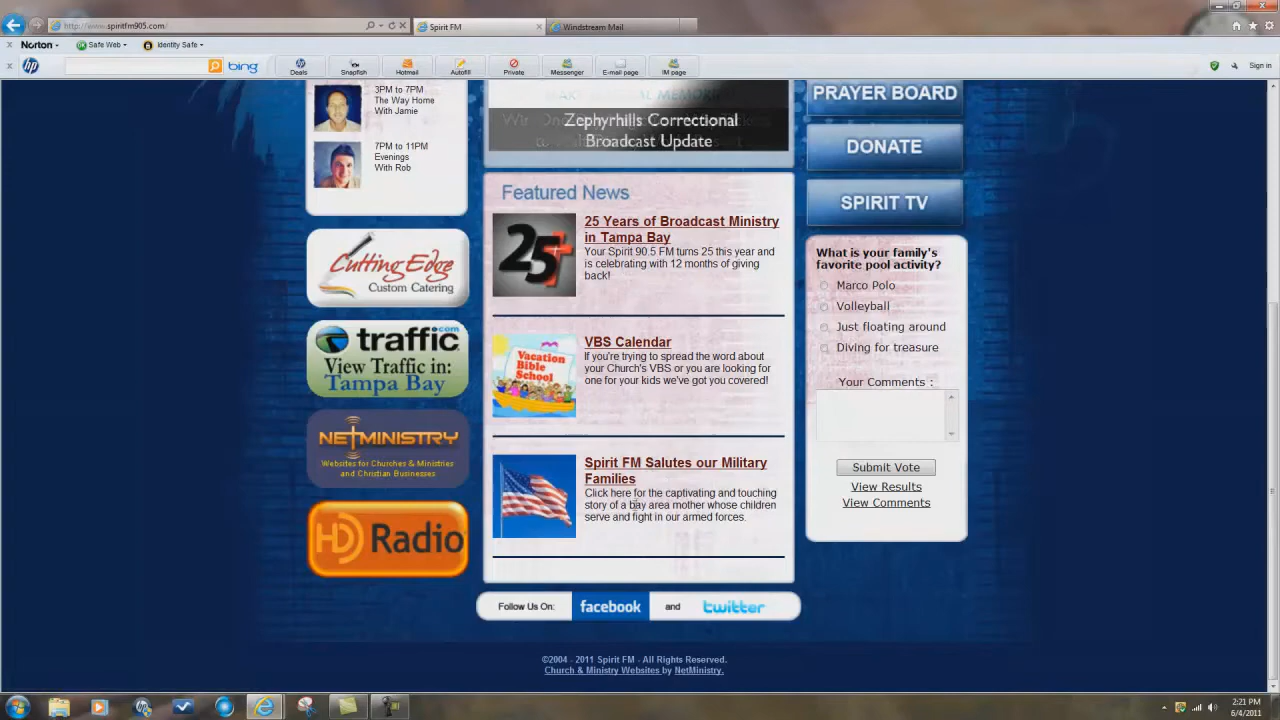 http://www.spiritfm905.com/
Spirit FM
Windstream Mail
Norton
Safe Web
Identity Safe
hp
bing
Deals
Snapfish
Hotmail
Autofill
Private
Messenger
E-mail page
IM page
Sign in
3PM to 7PM
The Way Home
With Jamie
7PM to 11PM
Evenings
With Rob
Cutting Edge
Custom Catering
traffic.com
View Traffic in:
Tampa Bay
NETMINISTRY
Websites for Churches & Ministries
and Christian Businesses
HD Radio
Zephyrhills Correctional
Broadcast Update
Featured News
25+
25 Years of Broadcast Ministry
in Tampa Bay
Your Spirit 90.5 FM turns 25 this year and
is celebrating with 12 months of giving
back!
Vacation
Bible
School
VBS Calendar
If you're trying to spread the word about
your Church's VBS or you are looking for
one for your kids we've got you covered!
Spirit FM Salutes our Military
Families
Click here for the captivating and touching
story of a bay area mother whose children
serve and fight in our armed forces.
PRAYER BOARD
DONATE
SPIRIT TV
What is your family's
favorite pool activity?
Marco Polo
Volleyball
Just floating around
Diving for treasure
Your Comments :
Submit Vote
View Results
View Comments
Follow Us On: facebook and twitter
©2004 - 2011 Spirit FM - All Rights Reserved.
Church & Ministry Websites by NetMinistry.
2:21 PM
6/4/2011